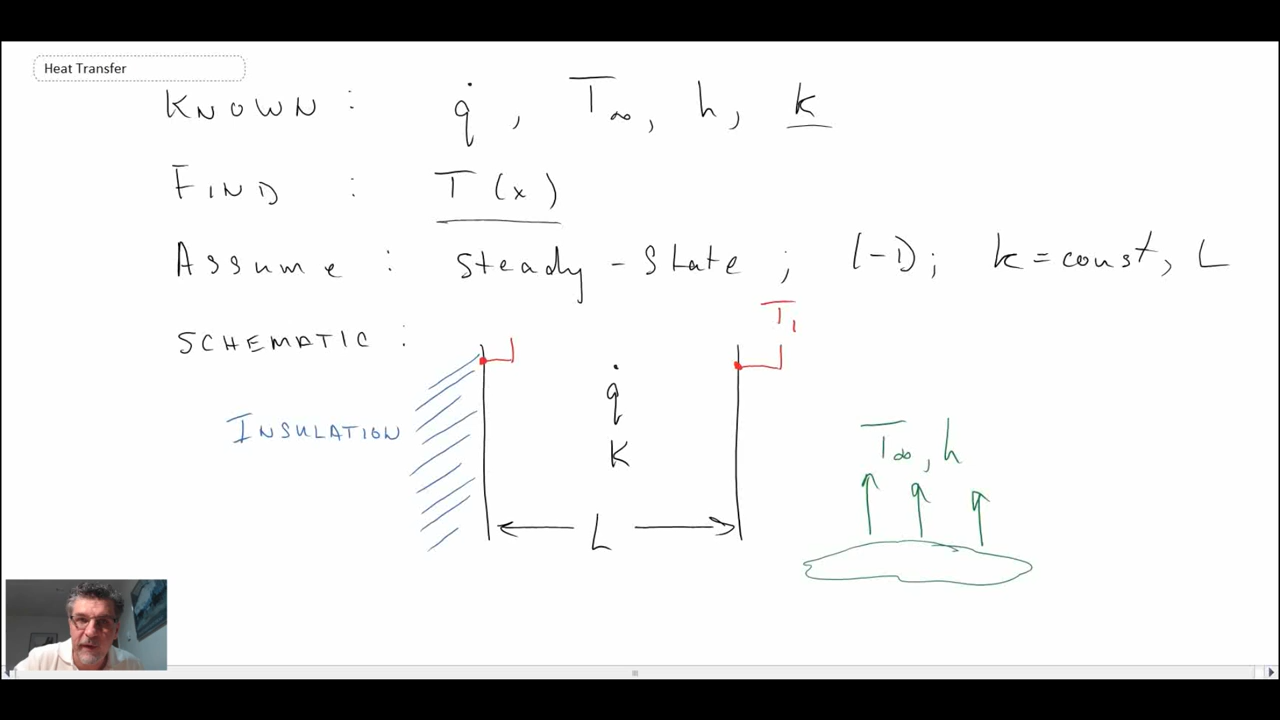 Heat Transfer
KNOWN : q̇, T∞, h, k
FIND : T(x)
Assume : Steady-State ; 1-D; k=const, L
SCHEMATIC :
T₁
q̇
INSULATION
K
T∞, h
L